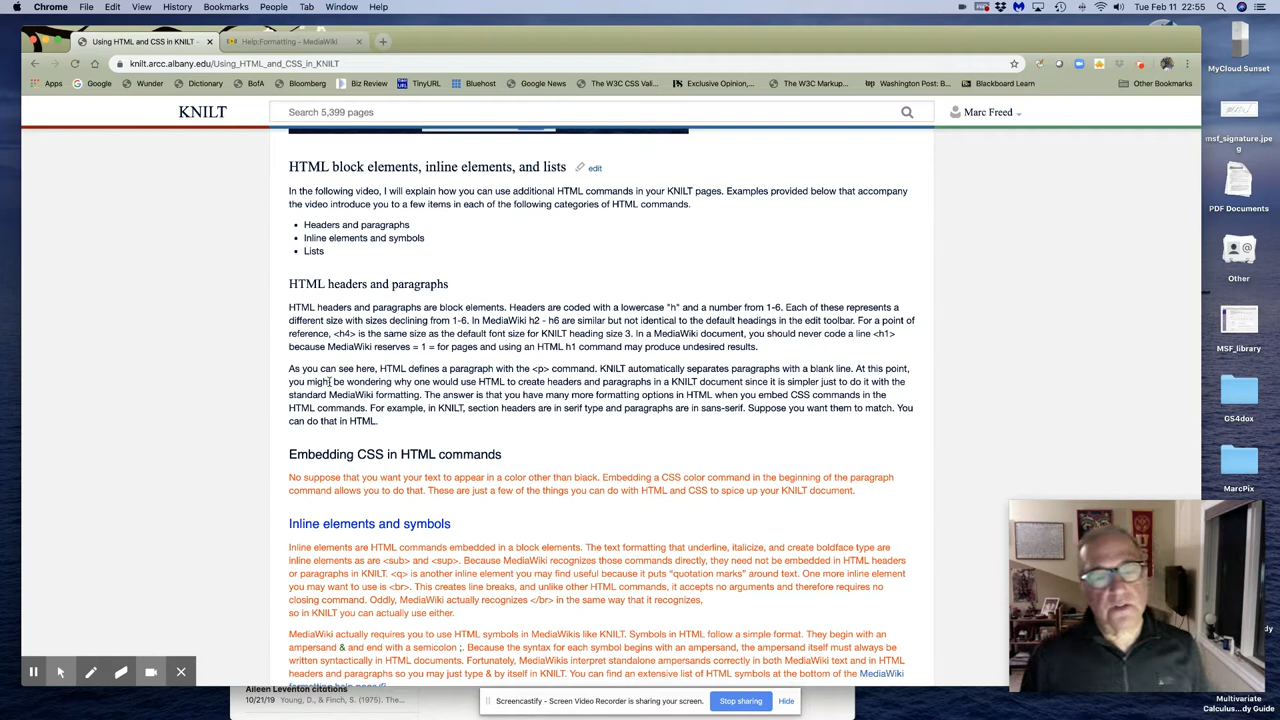 Chrome File Edit View History Bookmarks People Tab Window Help Tue Feb 11 22:55
Using HTML and CSS in KNILT - Help:Formatting - MediaWiki
knilt.arcc.albany.edu/Using_HTML_and_CSS_in_KNILT
Apps Google Wunder Dictionary BofA Bloomberg Biz Review TinyURL Bluehost Google News The W3C CSS Vali... Exclusive Opinion,... The W3C Markup... Washington Post: B... Blackboard Learn Other Bookmarks
KNILT Search 5,399 pages Marc Freed
HTML block elements, inline elements, and lists edit
In the following video, I will explain how you can use additional HTML commands in your KNILT pages. Examples provided below that accompany
the video introduce you to a few items in each of the following categories of HTML commands.
• Headers and paragraphs
• Inline elements and symbols
• Lists
HTML headers and paragraphs
HTML headers and paragraphs are block elements. Headers are coded with a lowercase "h" and a number from 1-6. Each of these represents a
different size with sizes declining from 1-6. In MediaWiki h2 - h6 are similar but not identical to the default headings in the edit toolbar. For a point of
reference, <h4> is the same size as the default font size for KNILT heading size 3. In a MediaWiki document, you should never code a line <h1>
because MediaWiki reserves = 1 = for pages and using an HTML h1 command may produce undesired results.
As you can see here, HTML defines a paragraph with the <p> command. KNILT automatically separates paragraphs with a blank line. At this point,
you might be wondering why one would use HTML to create headers and paragraphs in a KNILT document since it is simpler just to do it with the
standard MediaWiki formatting. The answer is that you have many more formatting options in HTML when you embed CSS commands in the
HTML commands. For example, in KNILT, section headers are in serif type and paragraphs are in sans-serif. Suppose you want them to match. You
can do that in HTML.
Embedding CSS in HTML commands
No suppose that you want your text to appear in a color other than black. Embedding a CSS color command in the beginning of the paragraph
command allows you to do that. These are just a few of the things you can do with HTML and CSS to spice up your KNILT document.
Inline elements and symbols
Inline elements are HTML commands embedded in a block elements. The text formatting that underline, italicize, and create boldface type are
inline elements as are <sub> and <sup>. Because MediaWiki recognizes those commands directly, they need not be embedded in HTML headers
or paragraphs in KNILT. <q> is another inline element you may find useful because it puts “quotation marks” around text. One more inline element
you may want to use is <br>. This creates line breaks, and unlike other HTML commands, it accepts no arguments and therefore requires no
closing command. Oddly, MediaWiki actually recognizes </br> in the same way that it recognizes,
so in KNILT you can actually use either.
MediaWiki actually requires you to use HTML symbols in MediaWikis like KNILT. Symbols in HTML follow a simple format. They begin with an
ampersand & and end with a semicolon ;. Because the syntax for each symbol begins with an ampersand, the ampersand itself must always be
written syntactically in HTML documents. Fortunately, MediaWikis interpret standalone ampersands correctly in both MediaWiki text and in HTML
headers and paragraphs so you may just type & by itself in KNILT. You can find an extensive list of HTML symbols at the bottom of the MediaWiki
Aileen Leventon citations
10/21/19 Young, D., & Finch, S. (1975). The...
Screencastify - Screen Video Recorder is sharing your screen. Stop sharing Hide
MyCloud Sunset
msf_signature.jpe
g
PDF Documents
Other
MSF_library
GS4dox
MarcPix
Multivariate
Calculus...dy Guide